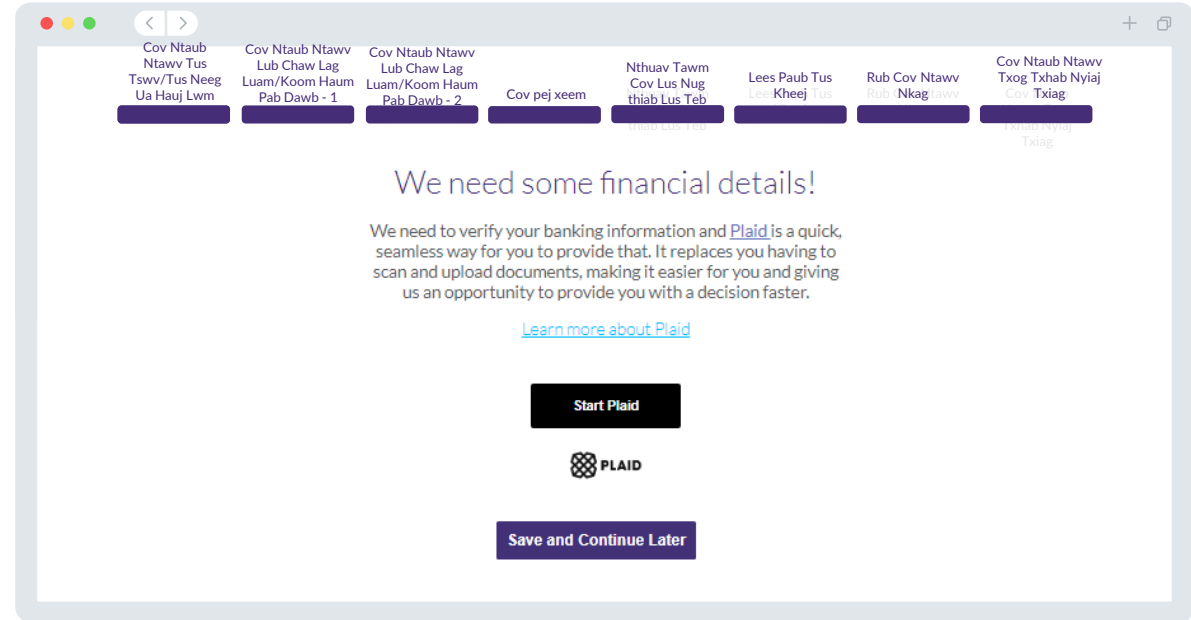 Cov Ntaub
Ntawv Tus
Tswv/Tus Neeg
Ua Hauj Lwm
Cov Ntaub Ntawv
Lub Chaw Lag
Luam/Koom Haum
Pab Dawb - 1
Cov Ntaub Ntawv
Lub Chaw Lag
Luam/Koom Haum
Pab Dawb - 2
Cov pej xeem
Nthuav Tawm
Cov Lus Nug
thiab Lus Teb
thiab Lus Teb
Lees Paub Tus
Kheej
Rub Cov Ntawv
Nkag
Cov Ntaub Ntawv
Txog Txhab Nyiaj
Txiag
Txhab Nyiaj
Txiag
We need some financial details!
We need to verify your banking information and Plaid is a quick,
seamless way for you to provide that. It replaces you having to
scan and upload documents, making it easier for you and giving
us an opportunity to provide you with a decision faster.
Learn more about Plaid
Start Plaid
PLAID
Save and Continue Later